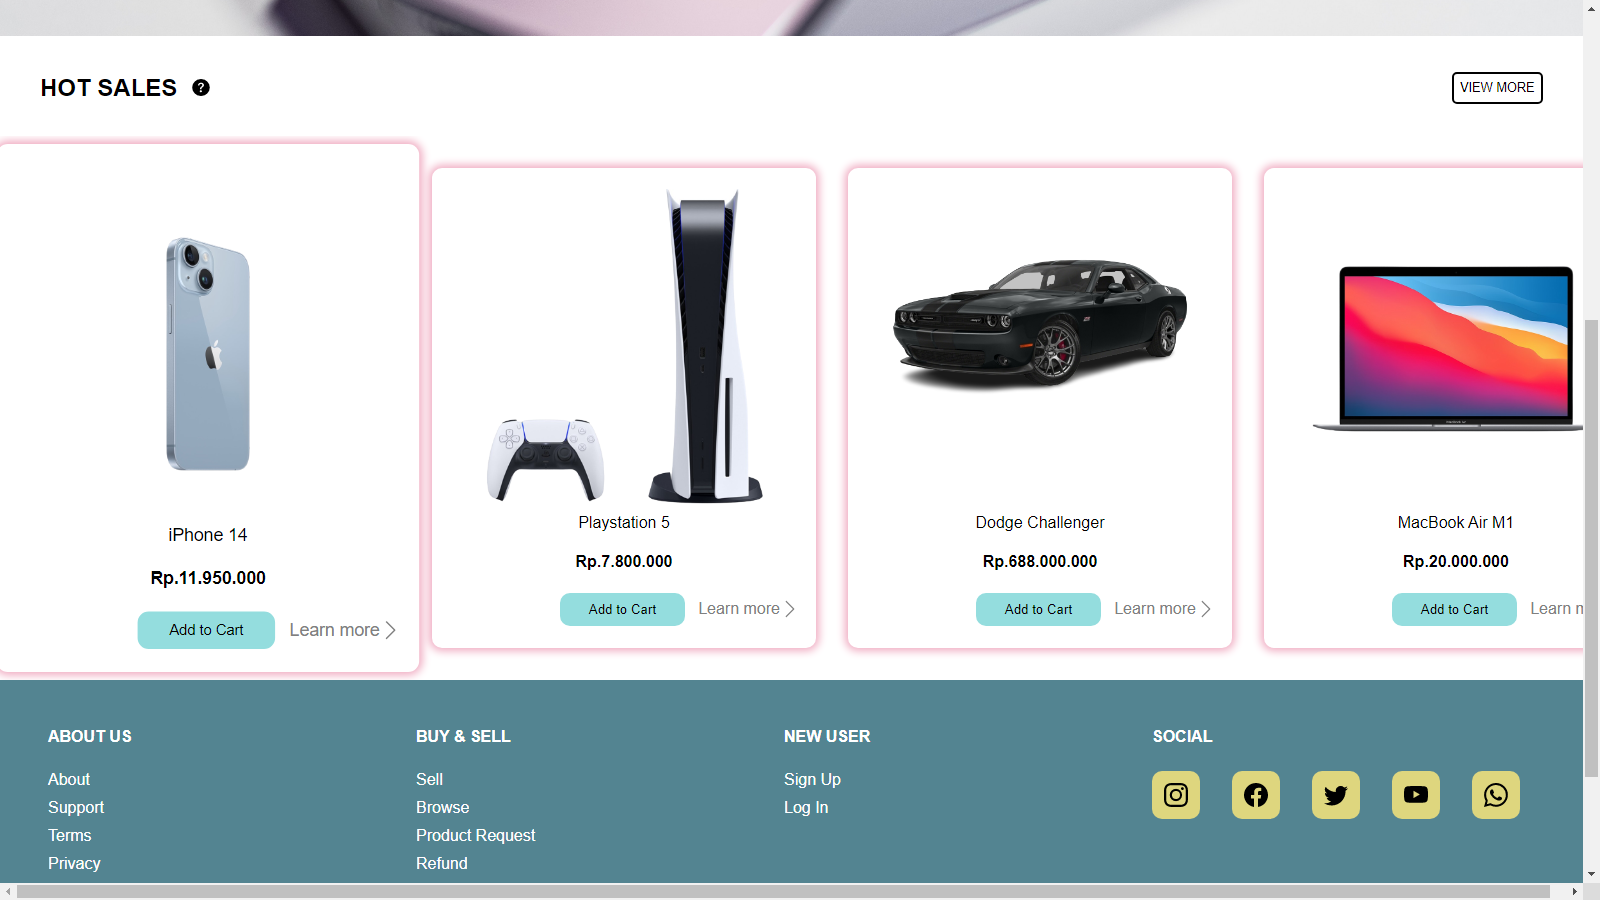 HOT SALES ?
VIEW MORE
iPhone 14
Rp.11.950.000
Add to Cart
Learn more
Playstation 5
Rp.7.800.000
Add to Cart
Learn more
Dodge Challenger
Rp.688.000.000
Add to Cart
Learn more
MacBook Air M1
Rp.20.000.000
Add to Cart
Learn m
ABOUT US
About
Support
Terms
Privacy
BUY & SELL
Sell
Browse
Product Request
Refund
NEW USER
Sign Up
Log In
SOCIAL